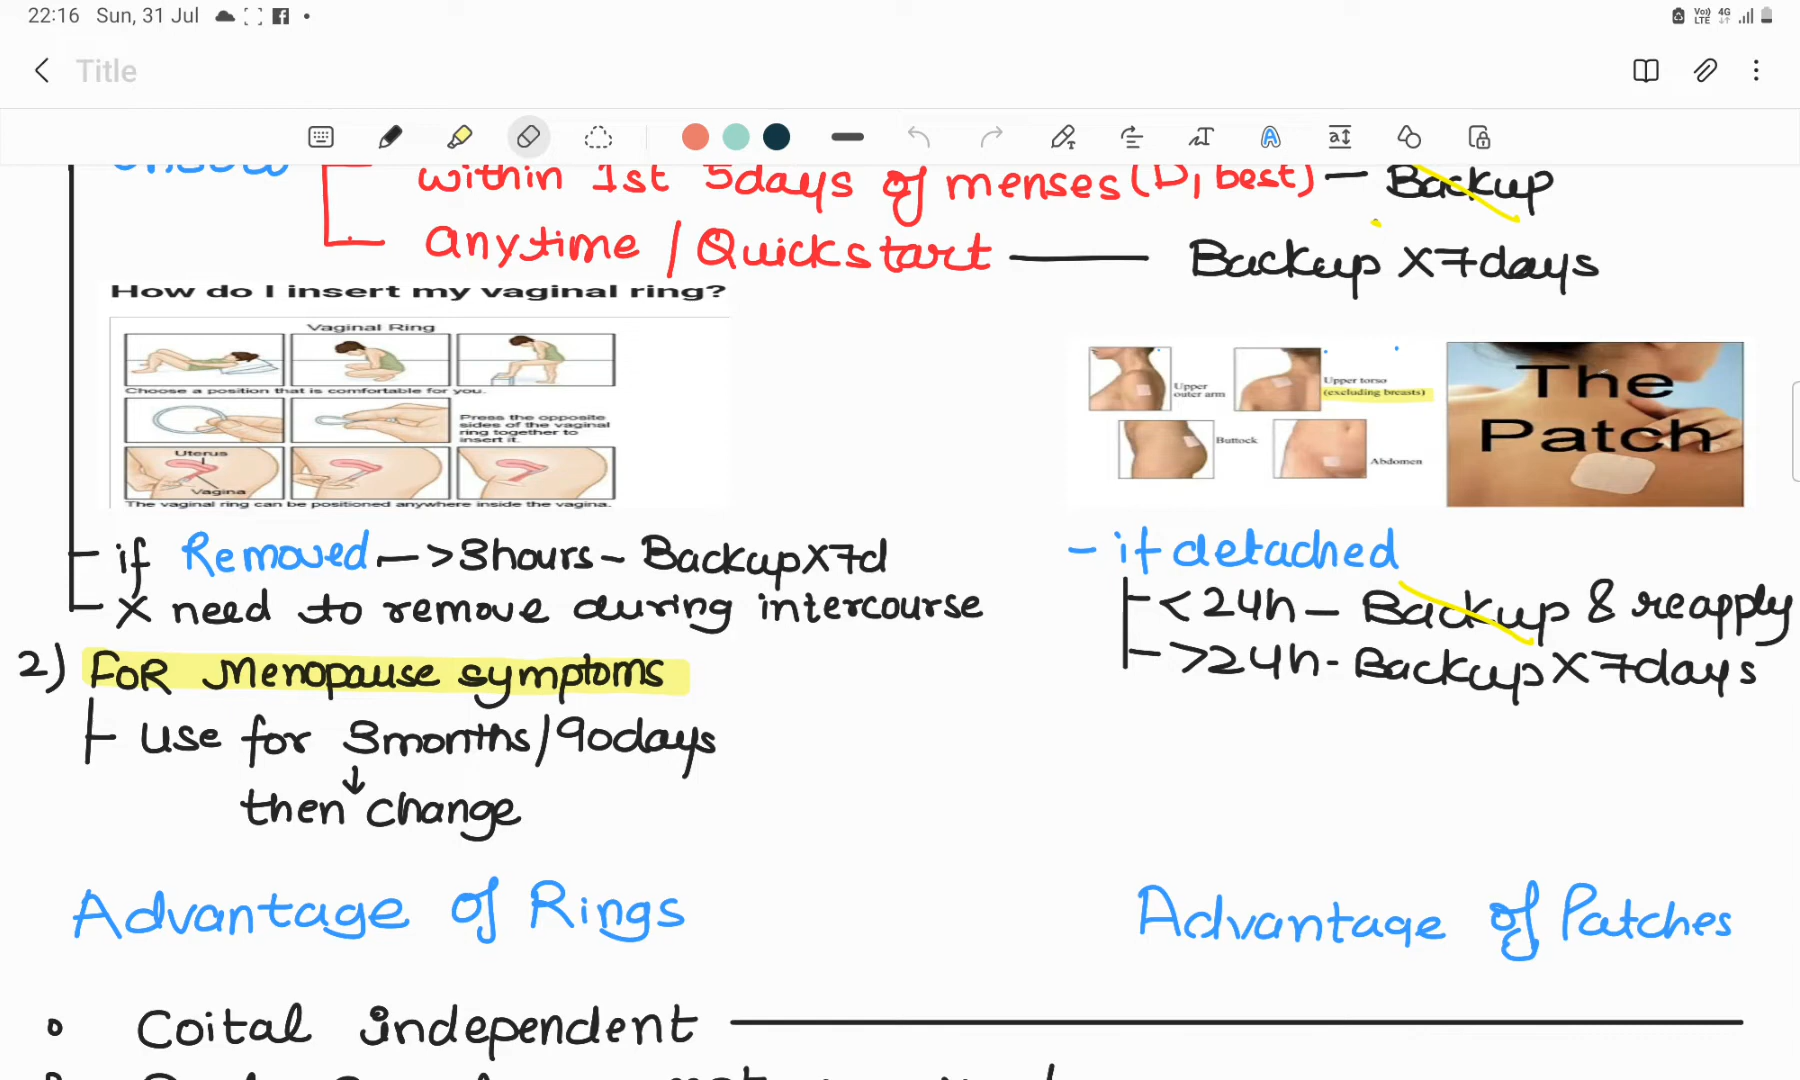 22:16 Sun, 31 Jul
Title
within 1st 5days of menses (D1 best) — Backup
Anytime / Quickstart — Backup X7days
How do I insert my vaginal ring?
Vaginal Ring
Choose a position that is comfortable for you.
Press the opposite
sides of the vaginal
ring together to
insert it.
Uterus
Vagina
The vaginal ring can be positioned anywhere inside the vagina.
Upper
outer arm
Upper torso
(excluding breasts)
Buttock
Abdomen
The
Patch
if Removed — >3hours – BackupX7d
X need to remove during intercourse
- if detached
<24h – Backup & reapply
>24h - Backup X 7days
2) FOR Menopause symptoms
Use for 3months/90days
↓
then change
Advantage of Rings
Advantage of Patches
Coital independent